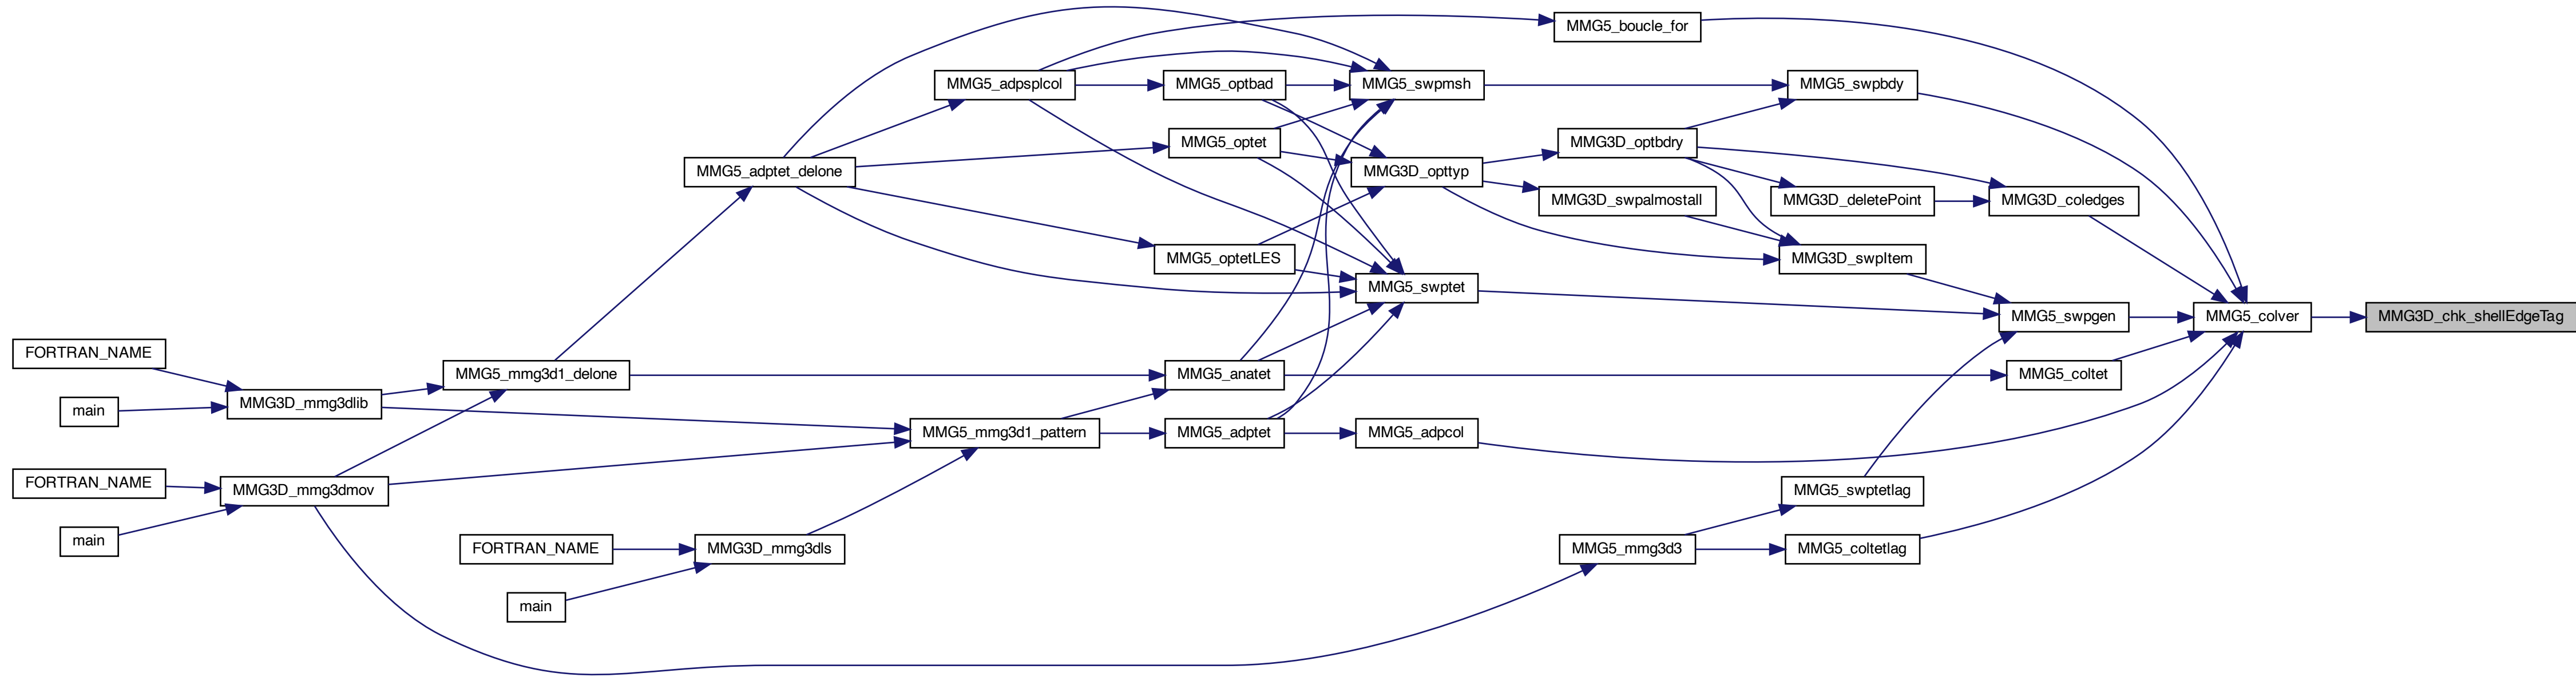 MMG5_boucle_for
MMG5_adpsplcol
MMG5_optbad
MMG5_swpmsh
MMG5_swpbdy
MMG5_optet
MMG3D_optbdry
MMG5_adptet_delone
MMG3D_opttyp
MMG3D_swpalmostall
MMG3D_deletePoint
MMG3D_coledges
MMG5_optetLES
MMG3D_swpItem
MMG5_swptet
MMG5_swpgen
MMG5_colver
MMG3D_chk_shellEdgeTag
FORTRAN_NAME
MMG5_mmg3d1_delone
MMG5_anatet
MMG5_coltet
main
MMG3D_mmg3dlib
MMG5_mmg3d1_pattern
MMG5_adptet
MMG5_adpcol
FORTRAN_NAME
MMG3D_mmg3dmov
MMG5_swptetlag
main
FORTRAN_NAME
MMG3D_mmg3dls
MMG5_mmg3d3
MMG5_coltetlag
main